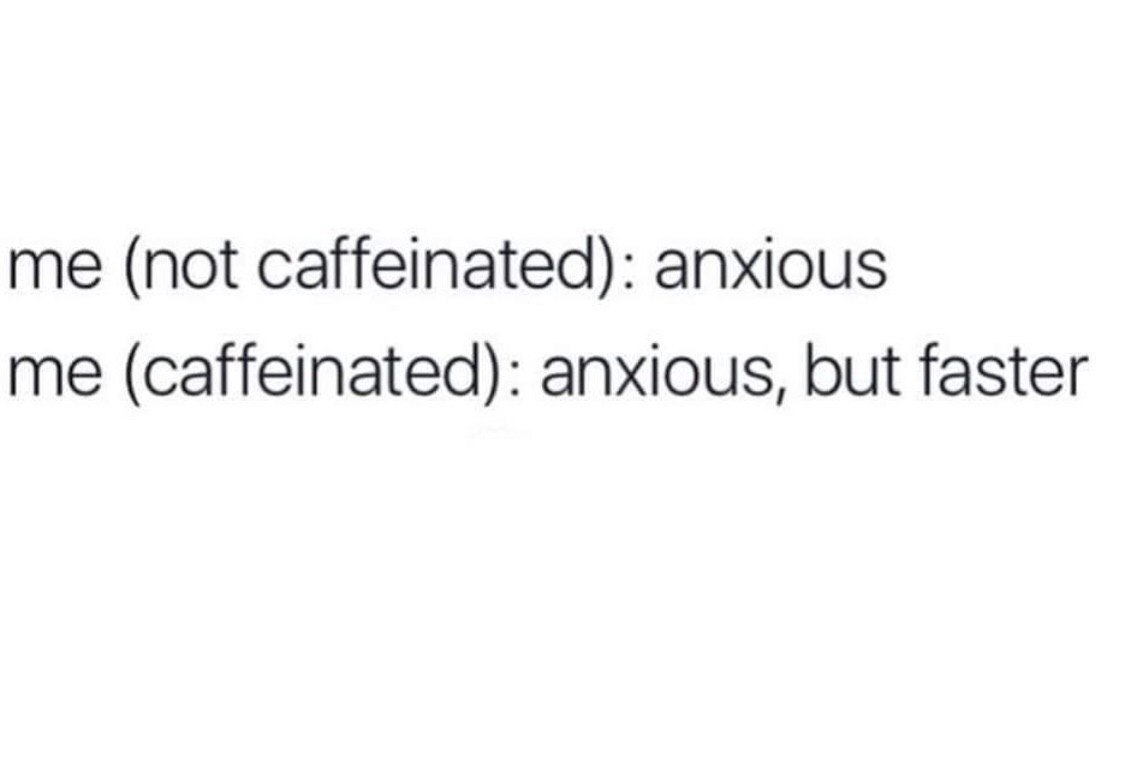 me (not caffeinated): anxious
me (caffeinated): anxious, but faster